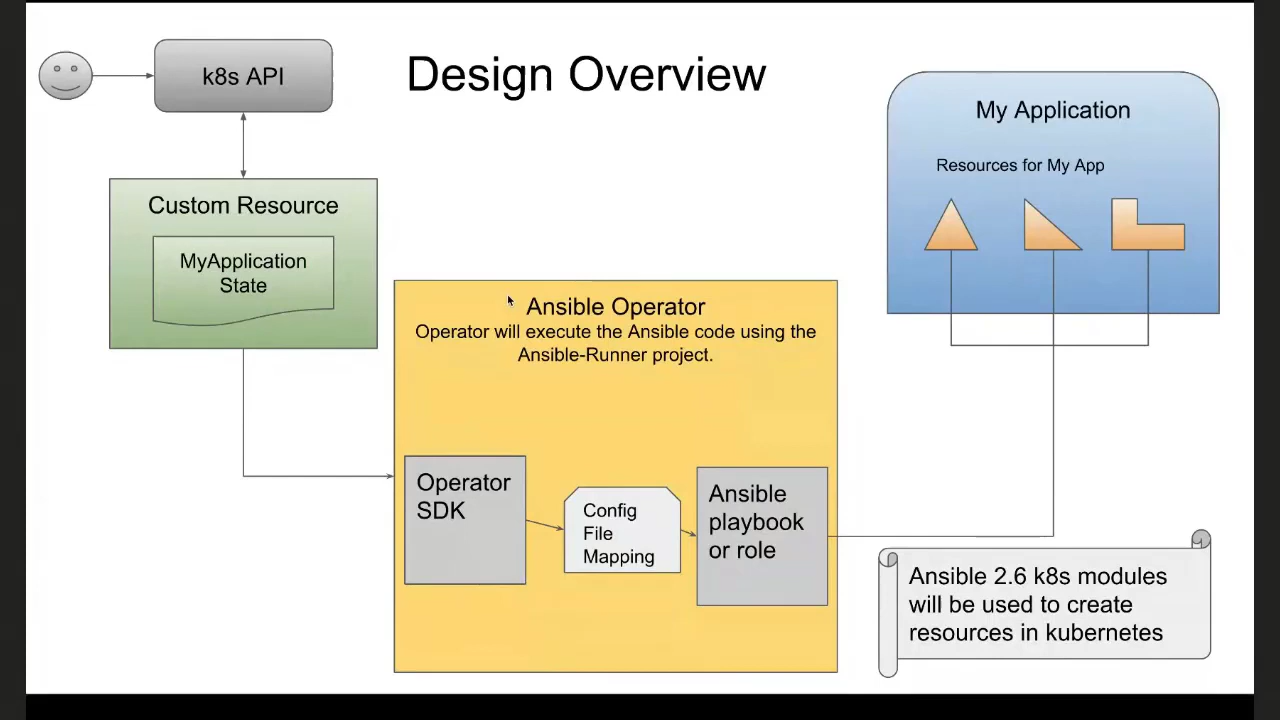 Design Overview
k8s API
Custom Resource
MyApplication
State
Ansible Operator
Operator will execute the Ansible code using the
Ansible-Runner project.
Operator
SDK
Config
File
Mapping
Ansible
playbook
or role
My Application
Resources for My App
Ansible 2.6 k8s modules
will be used to create
resources in kubernetes